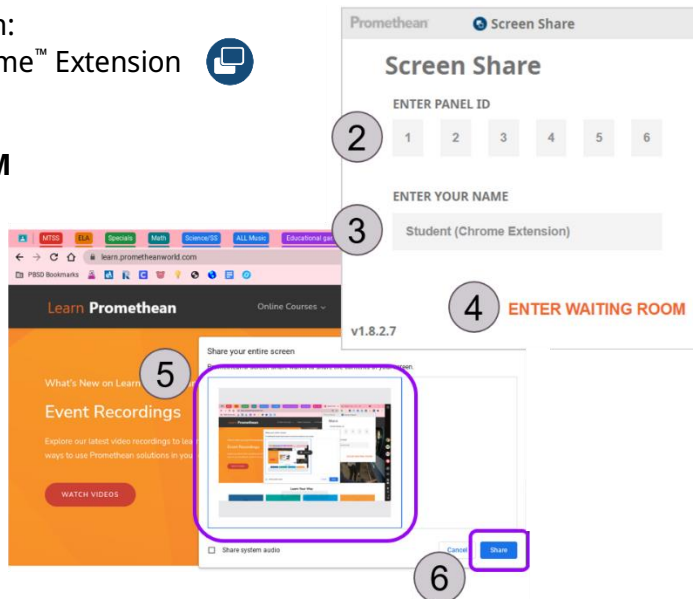 n:
me™ Extension
M
Promethean Screen Share
Screen Share
ENTER PANEL ID
2
1 2 3 4 5 6
ENTER YOUR NAME
3
Student (Chrome Extension)
4
ENTER WAITING ROOM
v1.8.2.7
MTSS ELA Specials Math Science/SS ALL Music Educational
learn.prometheanworld.com
PBSD Bookmarks
Learn Promethean
Online Courses
Share your entire screen
5
What's New on Learn
Event Recordings
Explore our latest video recordings to
ways to use Promethean solutions in
WATCH VIDEOS
Share system audio
Cancel
Share
6